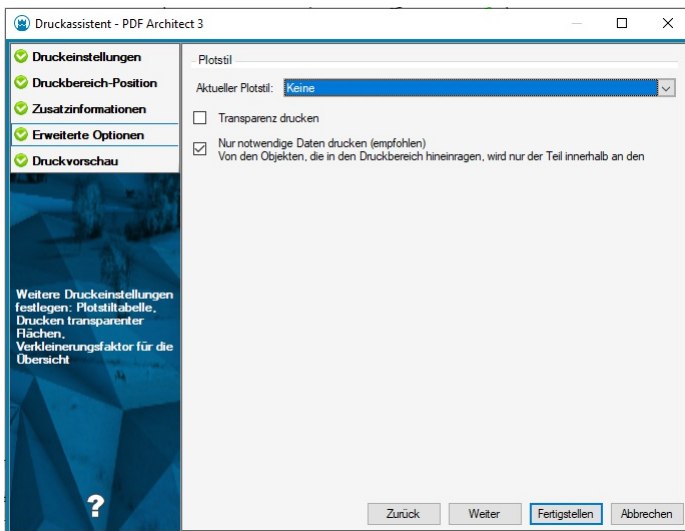 Druckassistent - PDF Architect 3
Druckeinstellungen
Druckbereich-Position
Zusatzinformationen
Erweiterte Optionen
Druckvorschau
Weitere Druckeinstellungen
festlegen: Plotstiltabelle,
Drucken transparenter
Flächen,
Verkleinerungsfaktor für die
Übersicht
?
Plotstil
Aktueller Plotstil: Keine
Transparenz drucken
Nur notwendige Daten drucken (empfohlen)
Von den Objekten, die in den Druckbereich hineinragen, wird nur der Teil innerhalb an den
Zurück Weiter Fertigstellen Abbrechen